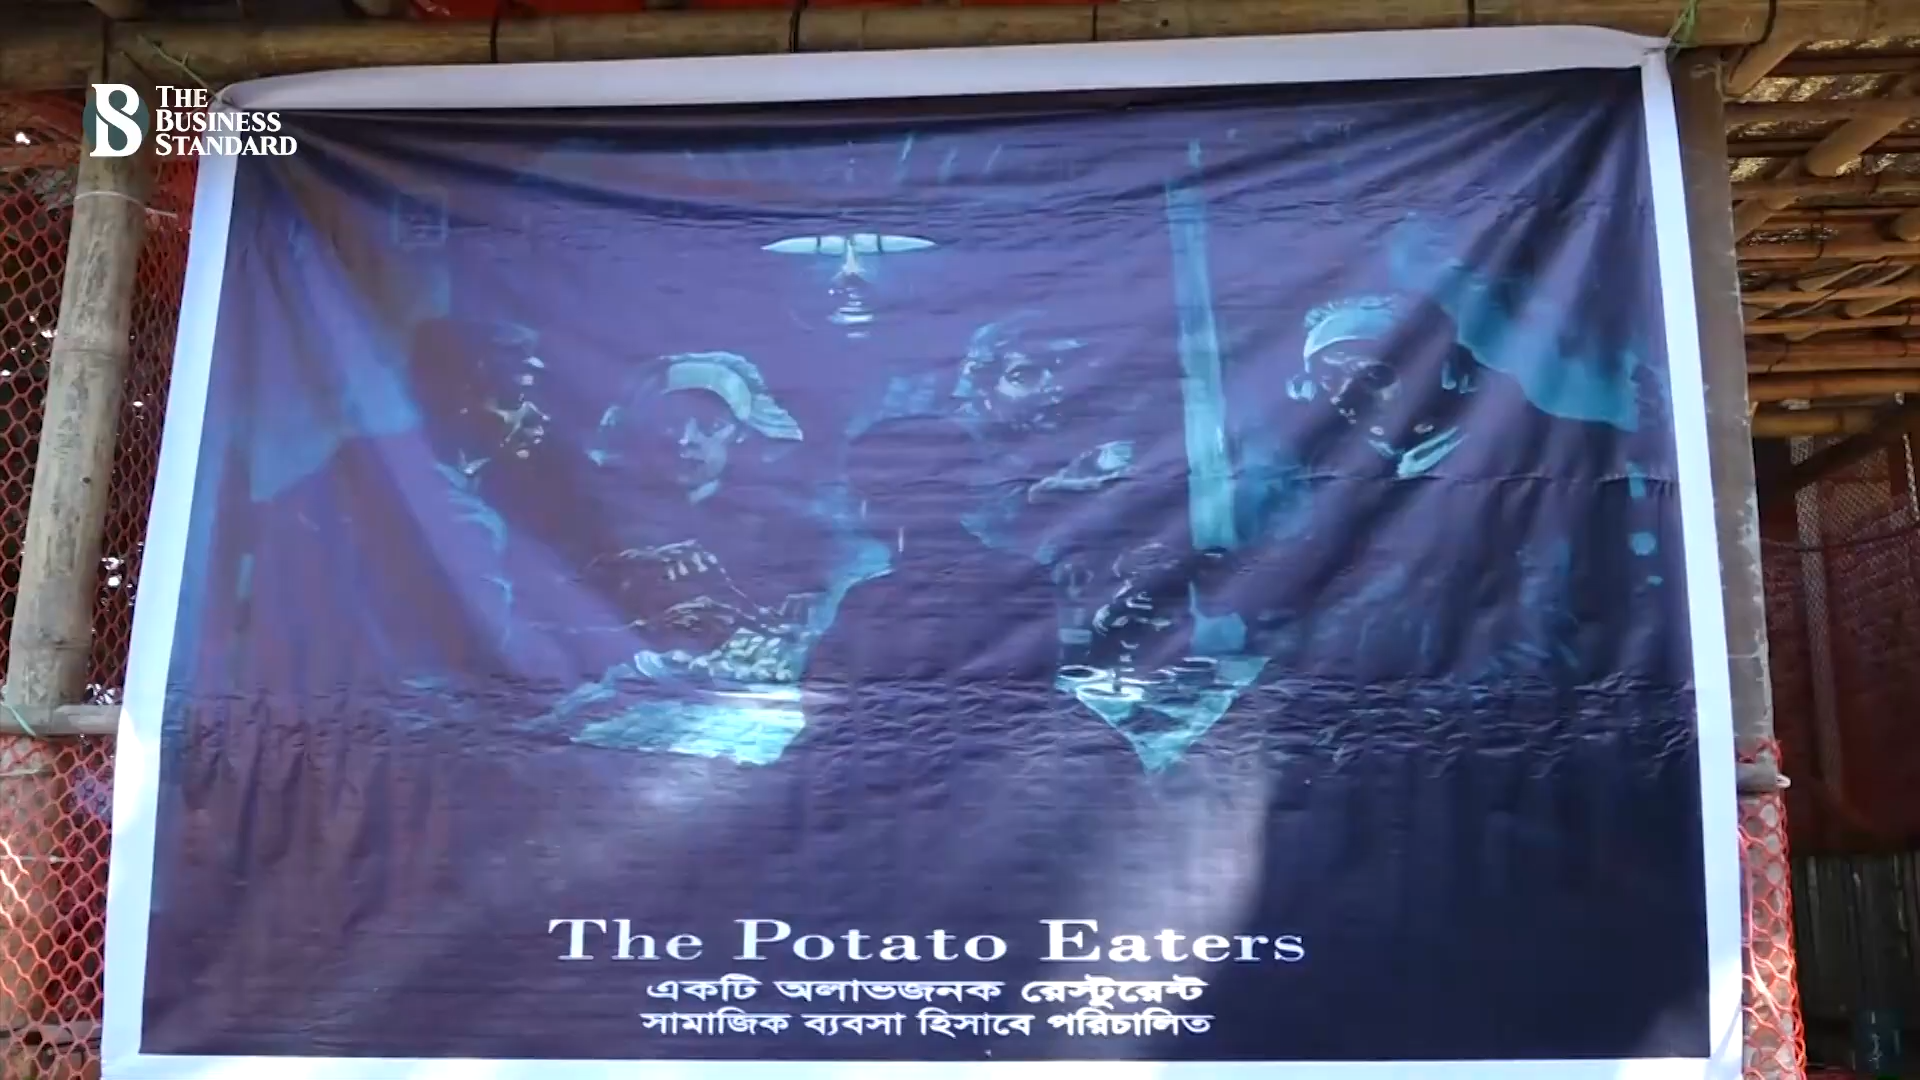 THE
BUSINESS
STANDARD
The Potato Eaters
একটি অলাভজনক রেস্টুরেন্ট
সামাজিক ব্যবসা হিসাবে পরিচালিত